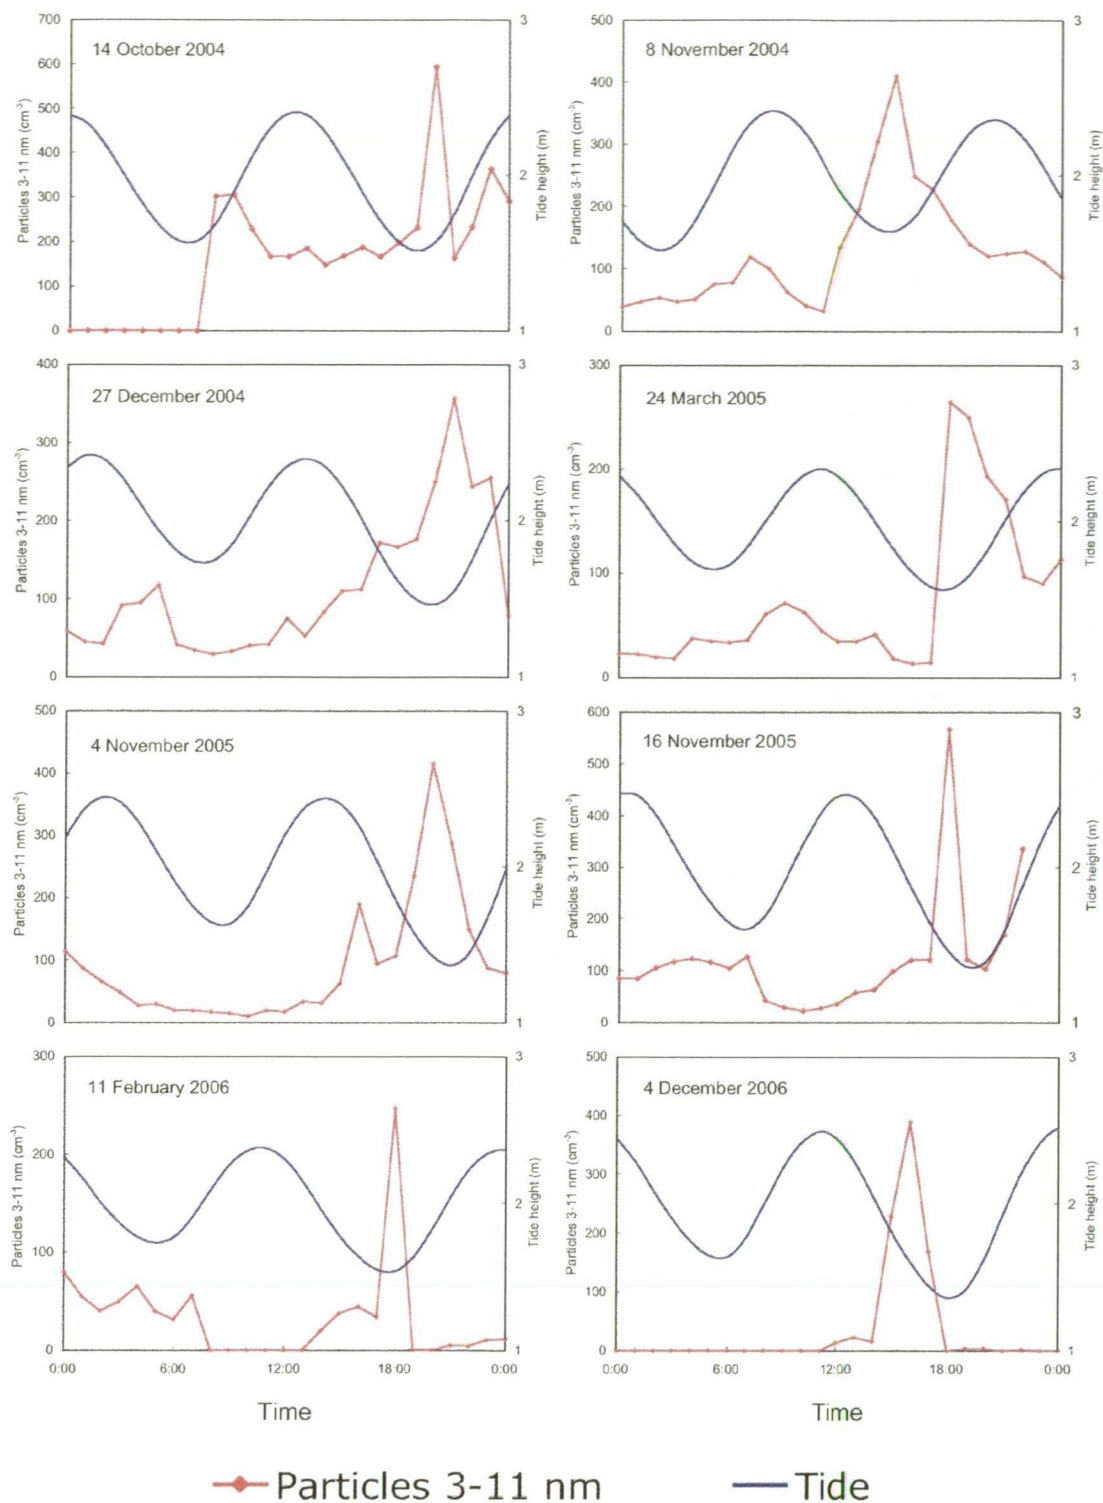 14 October 2004
Particles 3-11 nm (cm⁻³)
700
600
500
400
300
200
100
0
3
2
1
Tide height (m)
8 November 2004
Particles 3-11 nm (cm⁻³)
500
400
300
200
100
0
3
2
1
Tide height (m)
27 December 2004
Particles 3-11 nm (cm⁻³)
400
300
200
100
0
3
2
1
Tide height (m)
24 March 2005
Particles 3-11 nm (cm⁻³)
300
200
100
0
3
2
1
Tide height (m)
4 November 2005
Particles 3-11 nm (cm⁻³)
500
400
300
200
100
0
3
2
1
Tide height (m)
16 November 2005
Particles 3-11 nm (cm⁻³)
600
500
400
300
200
100
0
3
2
1
Tide height (m)
11 February 2006
Particles 3-11 nm (cm⁻³)
300
200
100
0
3
2
1
Tide height (m)
0:00 6:00 12:00 18:00 0:00
Time
4 December 2006
Particles 3-11 nm (cm⁻³)
500
400
300
200
100
0
3
2
1
Tide height (m)
0:00 6:00 12:00 18:00 0:00
Time
Particles 3-11 nm
Tide